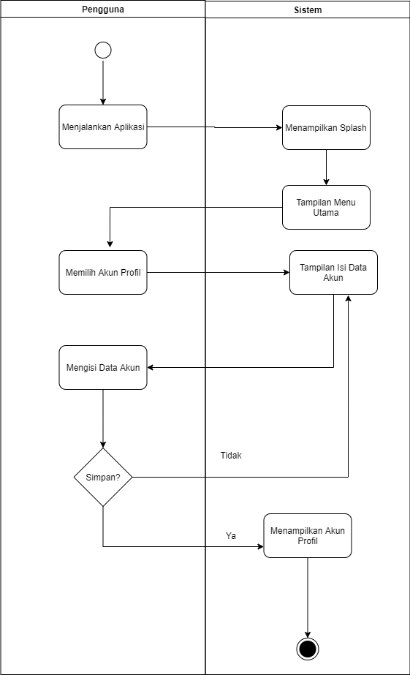 Pengguna
Sistem
Menjalankan Aplikasi
Menampilkan Splash
Tampilan Menu
Utama
Memilih Akun Profil
Tampilan Isi Data
Akun
Mengisi Data Akun
Simpan?
Tidak
Ya
Menampilkan Akun
Profil